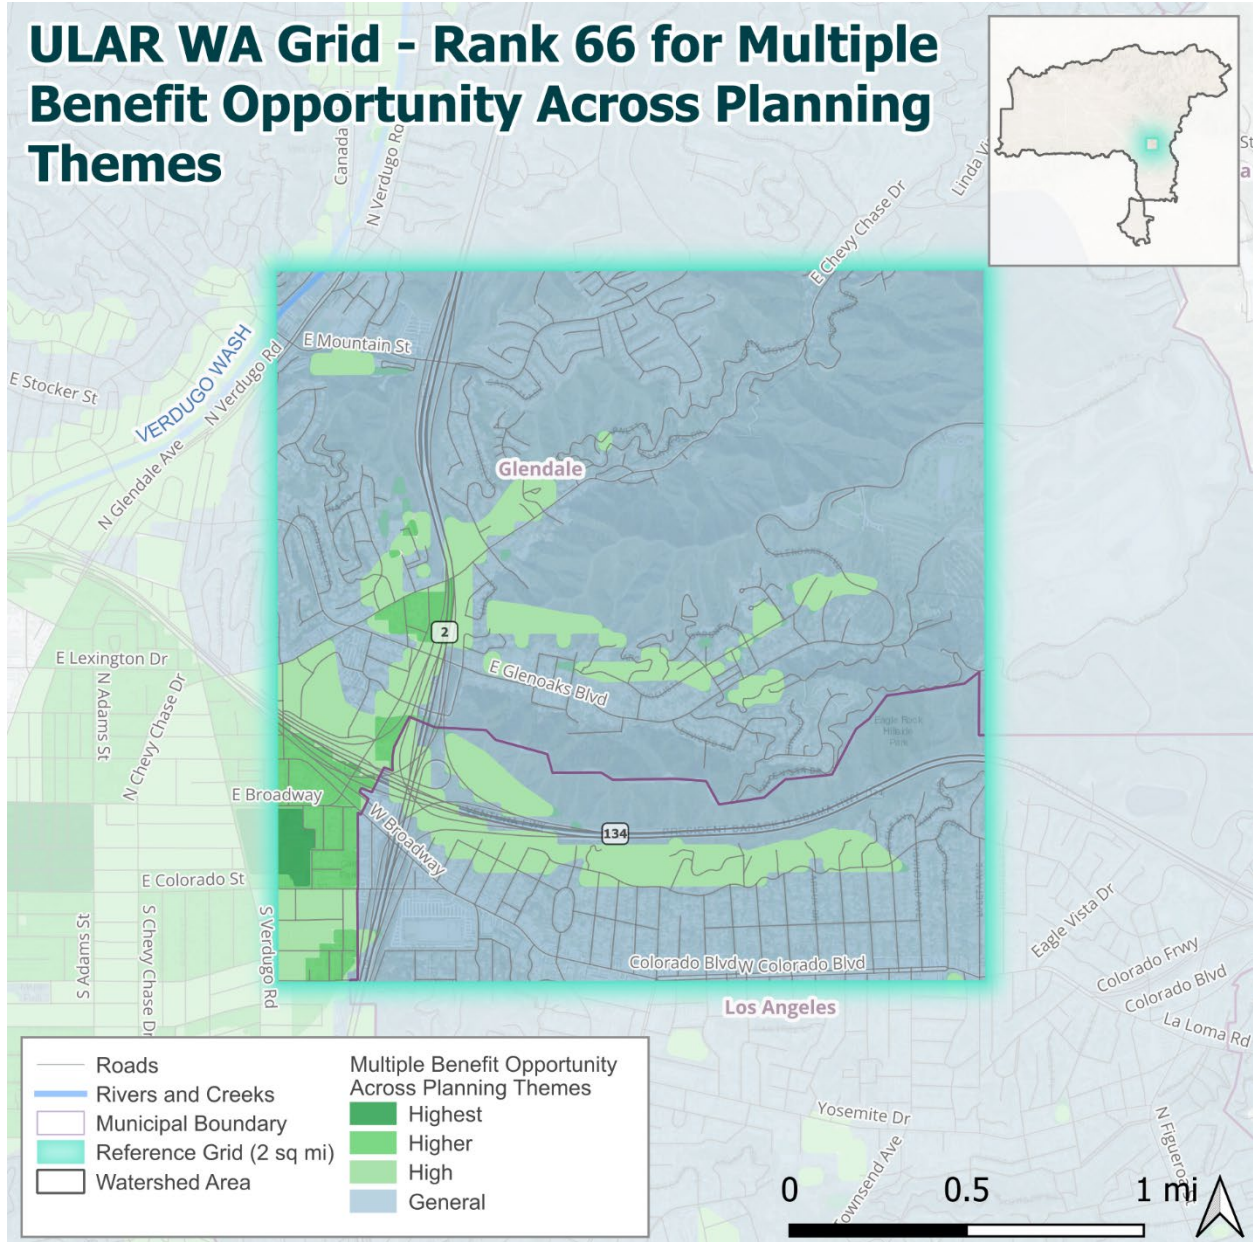 ULAR WA Grid - Rank 66 for Multiple
Benefit Opportunity Across Planning
Themes
Canada
N Verdugo Rd
E Chevy Chase Dr
Linda Vi
St
a
E Mountain St
VERDUGO WASH
N Verdugo Rd
E Stocker St
N Glendale Ave
Glendale
2
E Lexington Dr
N Adams St
N Chevy Chase Dr
E Glenoaks Blvd
Eagle Rock
Hillside
Park
E Broadway
W Broadway
134
E Colorado St
S Adams St
S Chevy Chase Dr
S Verdugo Rd
Colorado Blvd
W Colorado Blvd
Eagle Vista Dr
Colorado Frwy
Colorado Blvd
La Loma Rd
Los Angeles
Yosemite Dr
Townsend Ave
N Figueroa
Roads
Rivers and Creeks
Municipal Boundary
Reference Grid (2 sq mi)
Watershed Area
Multiple Benefit Opportunity
Across Planning Themes
Highest
Higher
High
General
0 0.5 1 mi